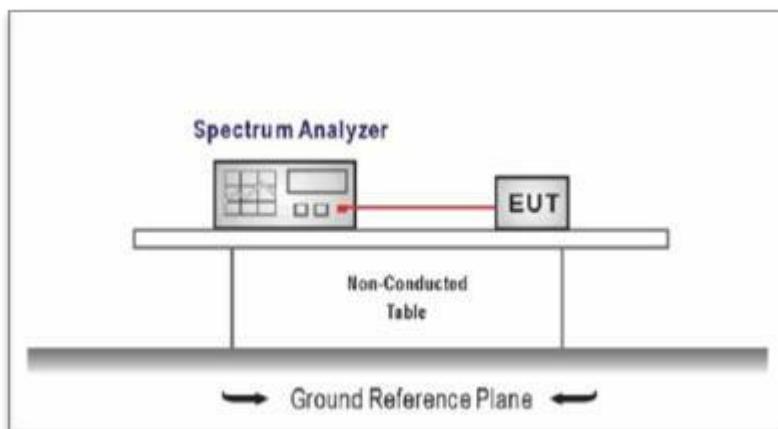 Spectrum Analyzer
EUT
Non-Conducted
Table
Ground Reference Plane